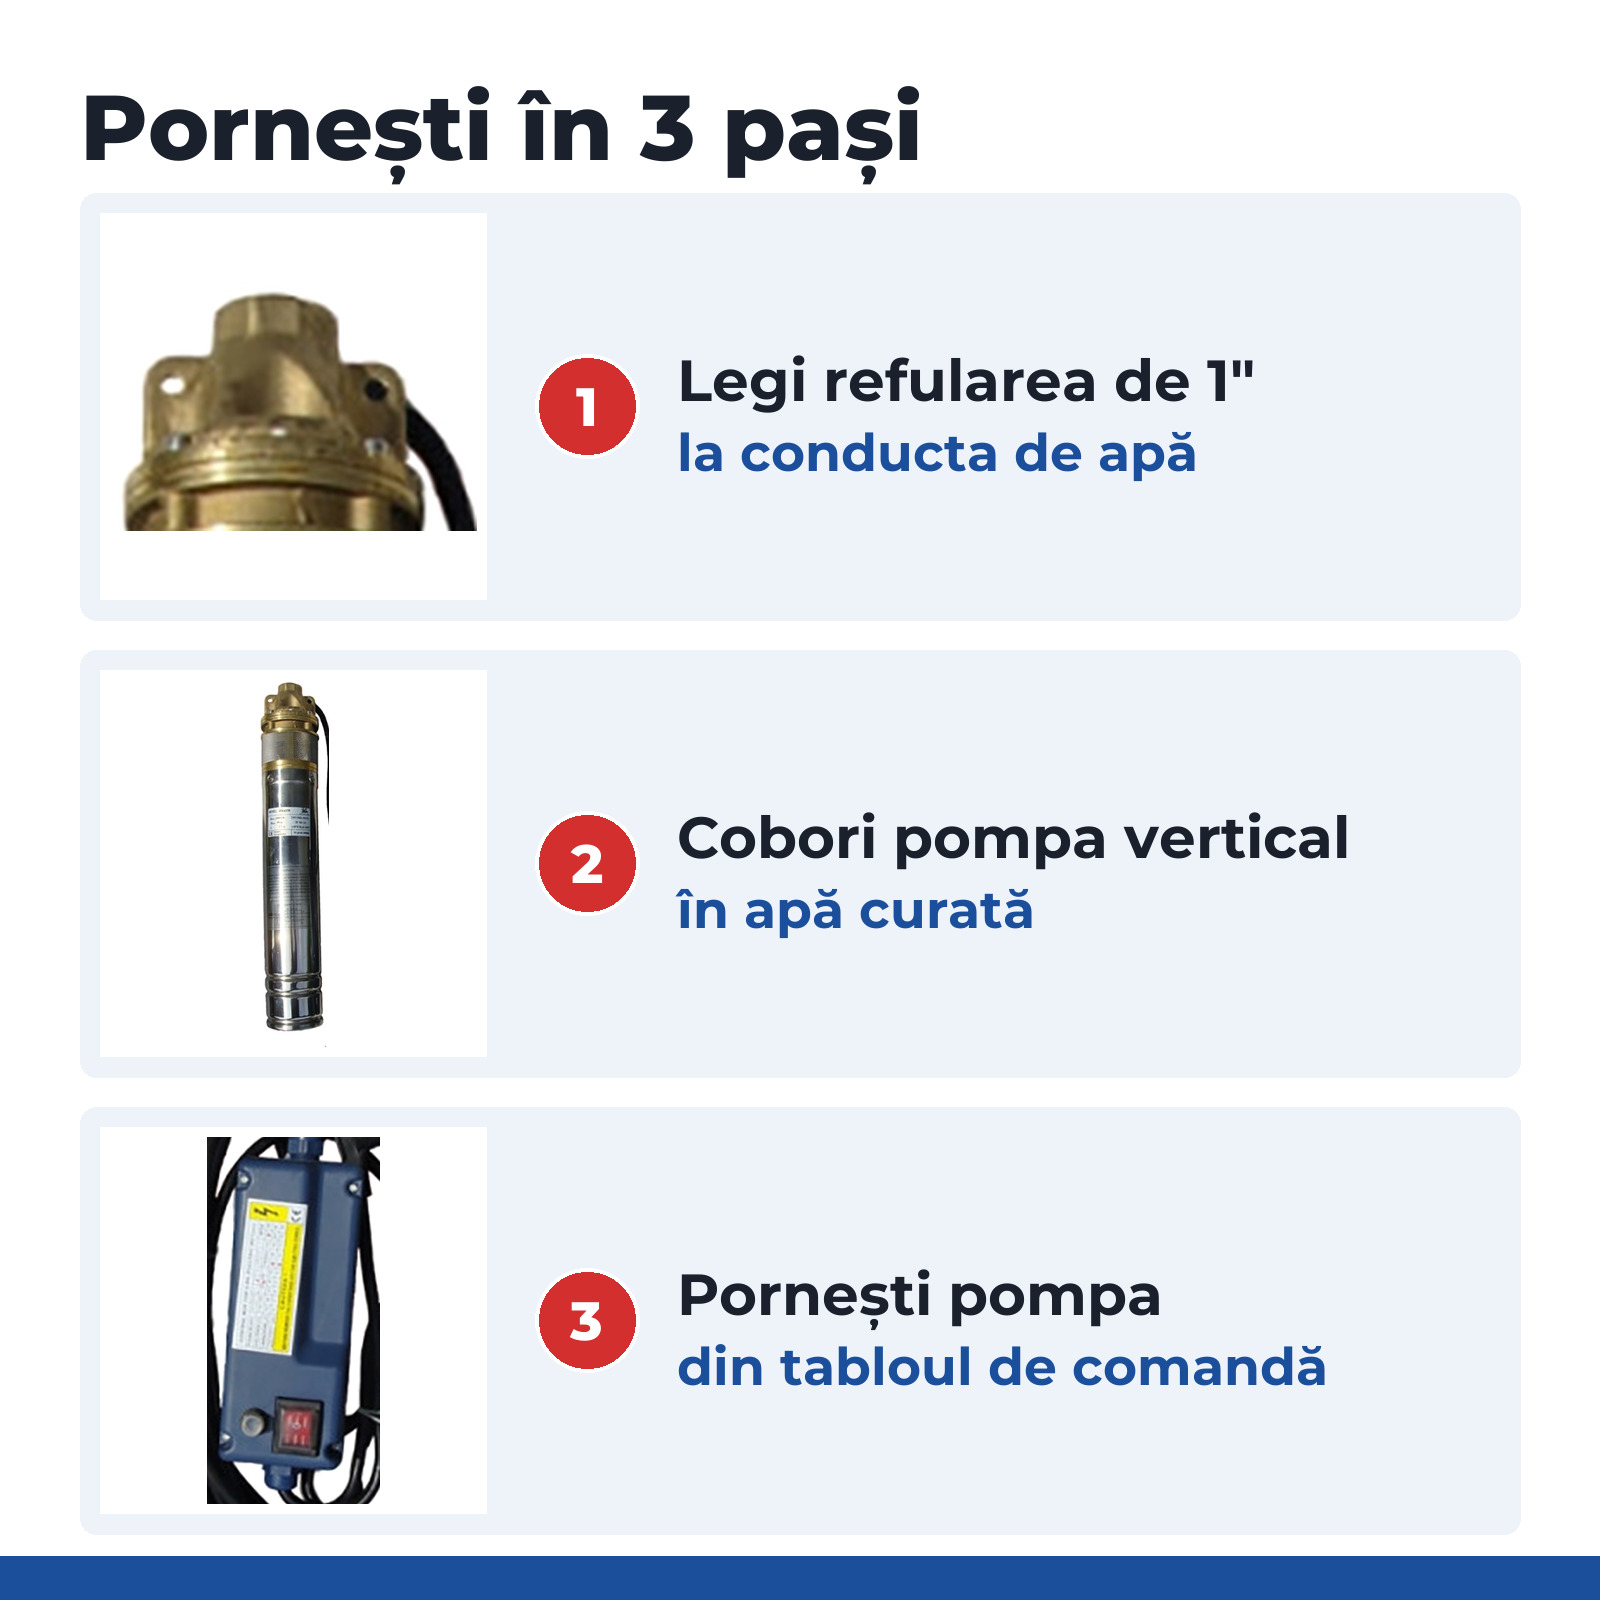 Pornești în 3 pași
1
Legi refularea de 1"
la conducta de apă
2
Cobori pompa vertical
în apă curată
3
Pornești pompa
din tabloul de comandă